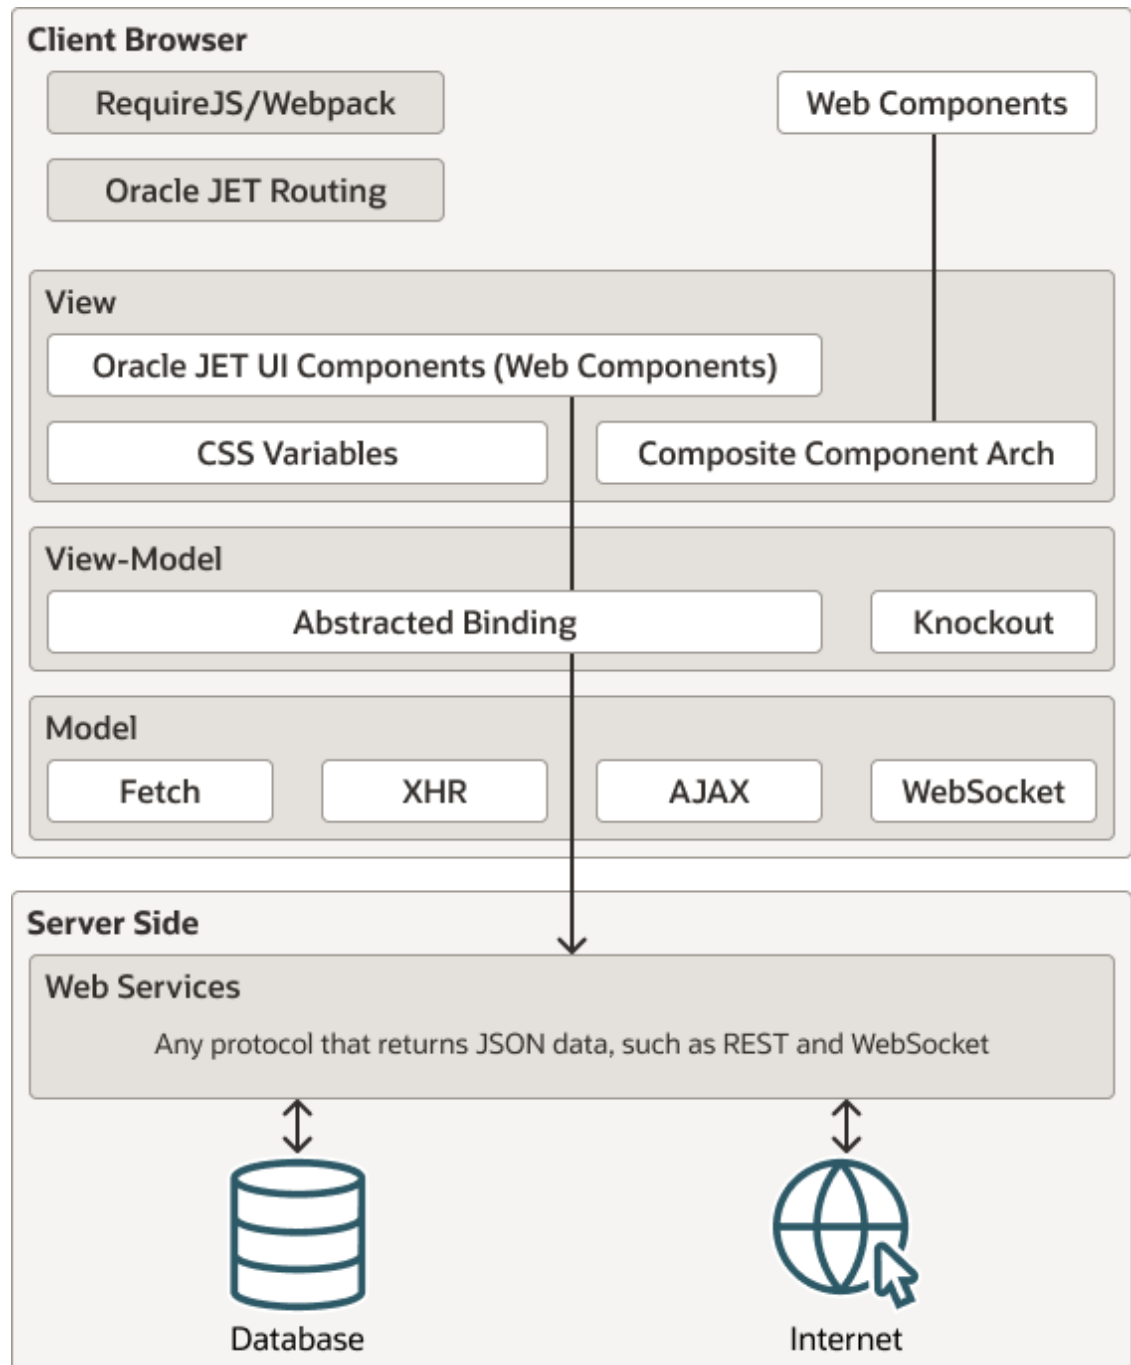 Client Browser
RequireJS/Webpack
Web Components
Oracle JET Routing
View
Oracle JET UI Components (Web Components)
CSS Variables
Composite Component Arch
View-Model
Abstracted Binding
Knockout
Model
Fetch
XHR
AJAX
WebSocket
Server Side
Web Services
Any protocol that returns JSON data, such as REST and WebSocket
Database
Internet